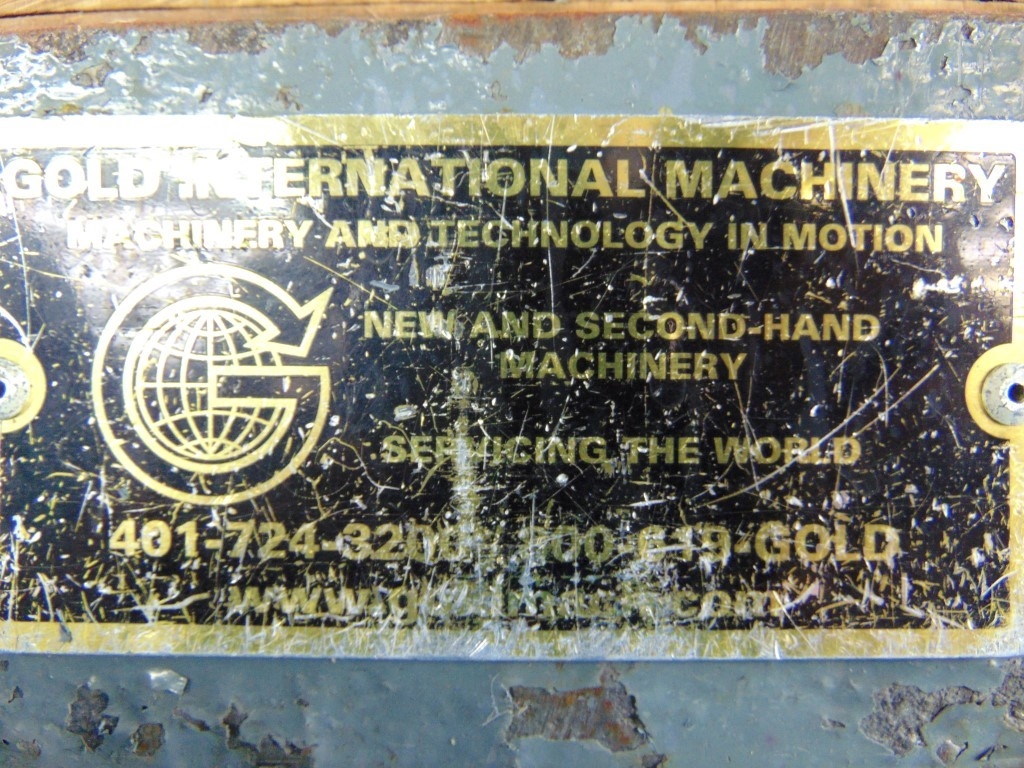 GOLD INTERNATIONAL MACHINERY
MACHINERY AND TECHNOLOGY IN MOTION
NEW AND SECOND-HAND
MACHINERY
SERVICING THE WORLD
401-724-3200